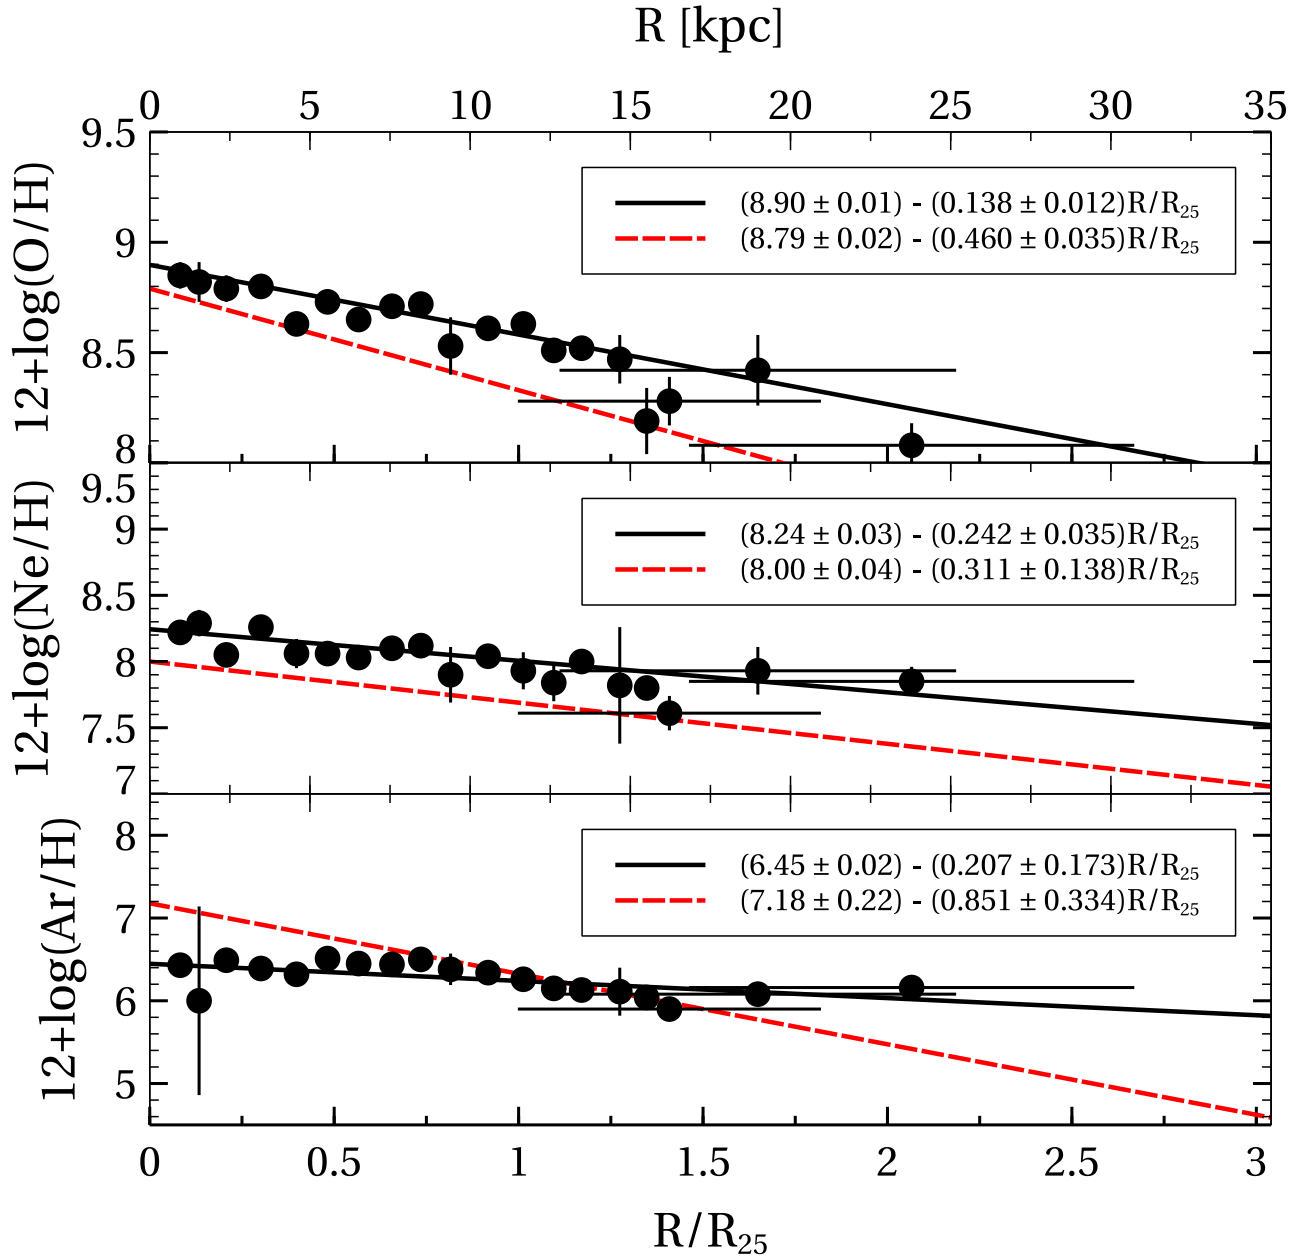 R [kpc]
0 5 10 15 20 25 30 35
9.5
9
8.5
8
12+log(O/H)
(8.90 ± 0.01) - (0.138 ± 0.012)R/R25
(8.79 ± 0.02) - (0.460 ± 0.035)R/R25
9.5
9
8.5
8
7.5
7
12+log(Ne/H)
(8.24 ± 0.03) - (0.242 ± 0.035)R/R25
(8.00 ± 0.04) - (0.311 ± 0.138)R/R25
8
7
6
5
12+log(Ar/H)
(6.45 ± 0.02) - (0.207 ± 0.173)R/R25
(7.18 ± 0.22) - (0.851 ± 0.334)R/R25
0 0.5 1 1.5 2 2.5 3
R/R25